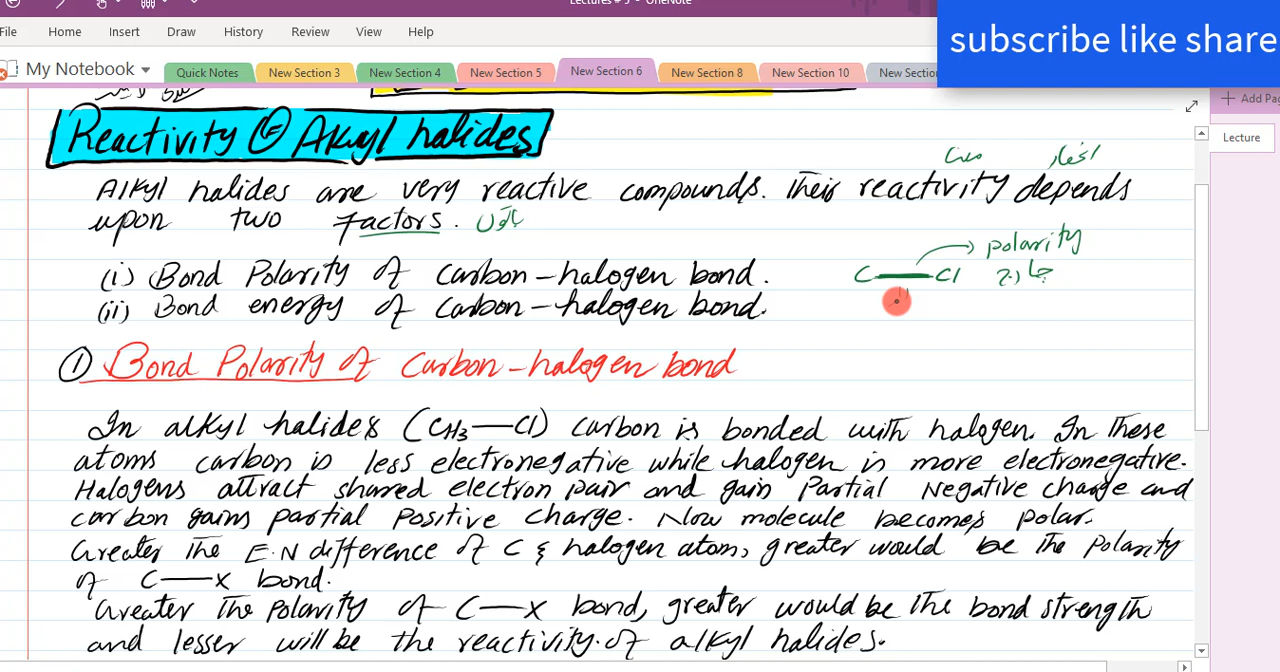 Lectures # 5 - OneNote
subscribe like share
File Home Insert Draw History Review View Help
My Notebook Quick Notes New Section 3 New Section 4 New Section 5 New Section 6 New Section 8 New Section 10 New Section
Add Pag
Lecture
Reactivity of Alkyl halides
Alkyl halides are very reactive compounds. Their reactivity depends
upon two factors.
polarity
(i) Bond Polarity of carbon-halogen bond. C—Cl چارج
(ii) Bond energy of carbon-halogen bond.
① Bond Polarity of Carbon-halogen bond
In alkyl halides (CH3—Cl) carbon is bonded with halogen. In These
atoms carbon is less electronegative while halogen is more electronegative.
Halogens attract shared electron pair and gain Partial Negative charge and
carbon gains partial Positive charge. Now molecule becomes polar.
Greater The E.N difference of C & halogen atom, greater would be the Polarity
of C—X bond.
Greater The Polarity of C—X bond, greater would be the bond strength
and lesser will be the reactivity of alkyl halides.